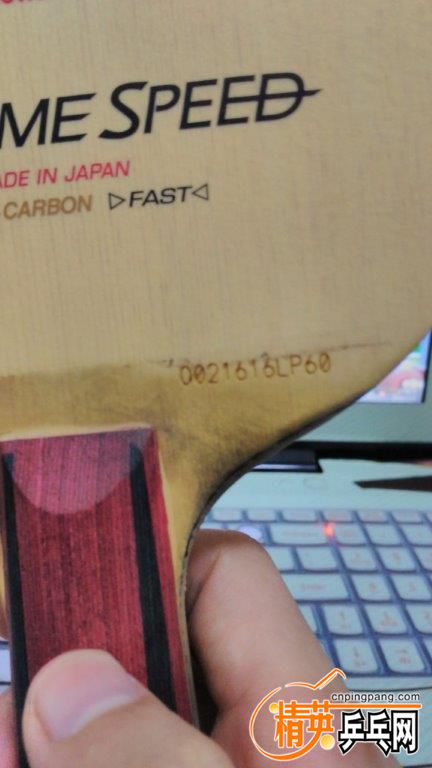 ME SPEED
ADE IN JAPAN
CARBON ▷FAST◁
0021616LP60
cnpingpang.com
精英乒乓网